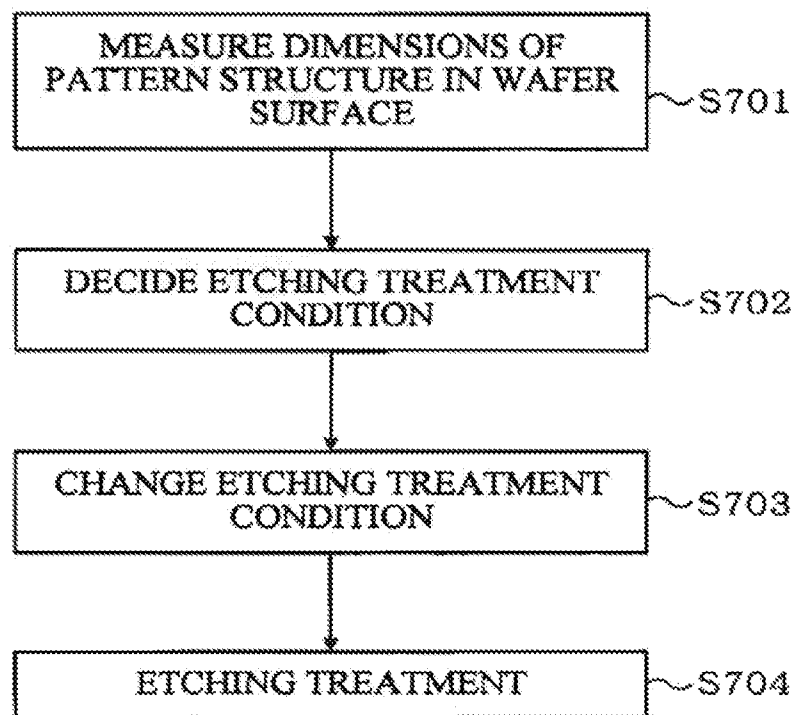 MEASURE DIMENSIONS OF
PATTERN STRUCTURE IN WAFER
SURFACE
S701
DECIDE ETCHING TREATMENT
CONDITION
S702
CHANGE ETCHING TREATMENT
CONDITION
S703
ETCHING TREATMENT
S704